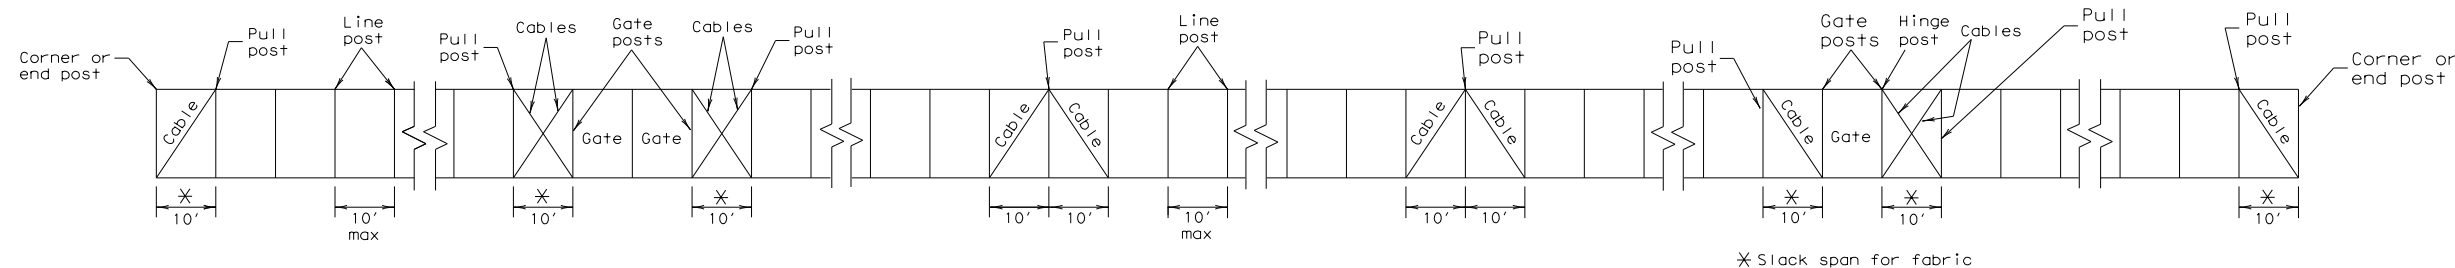 Corner or
end post
Pull
post
Line
post
Pull
post
Cables
Gate
posts
Cables
Pull
post
Pull
post
Line
post
Pull
post
Pull
post
Gate
posts
Hinge
post
Cables
Pull
post
Pull
post
Corner or
end post
Cable
Gate
Gate
Cable
Cable
Cable
Cable
Cable
Gate
Cable
*
10'
10'
max
*
10'
*
10'
10'
10'
10'
max
10'
10'
*
10'
*
10'
*
10'
* Slack span for fabric